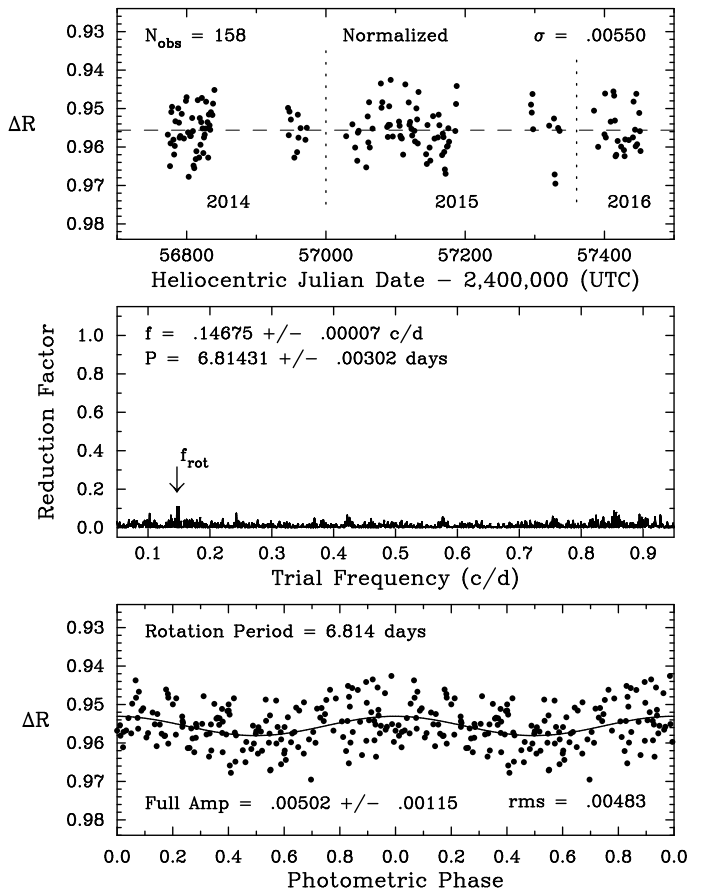 0.93
N_obs = 158 Normalized σ = .00550
0.94
0.95
ΔR
0.96
0.97
2014 2015 2016
0.98
56800 57000 57200 57400
Heliocentric Julian Date − 2,400,000 (UTC)
Reduction Factor
1.0
f = .14675 +/− .00007 c/d
P = 6.81431 +/− .00302 days
0.8
0.6
0.4
f_rot
0.2
0.0
0.1 0.2 0.3 0.4 0.5 0.6 0.7 0.8 0.9
Trial Frequency (c/d)
0.93
Rotation Period = 6.814 days
0.94
0.95
ΔR
0.96
0.97
Full Amp = .00502 +/− .00115 rms = .00483
0.98
0.0 0.2 0.4 0.6 0.8 0.0 0.2 0.4 0.6 0.8 0.0
Photometric Phase